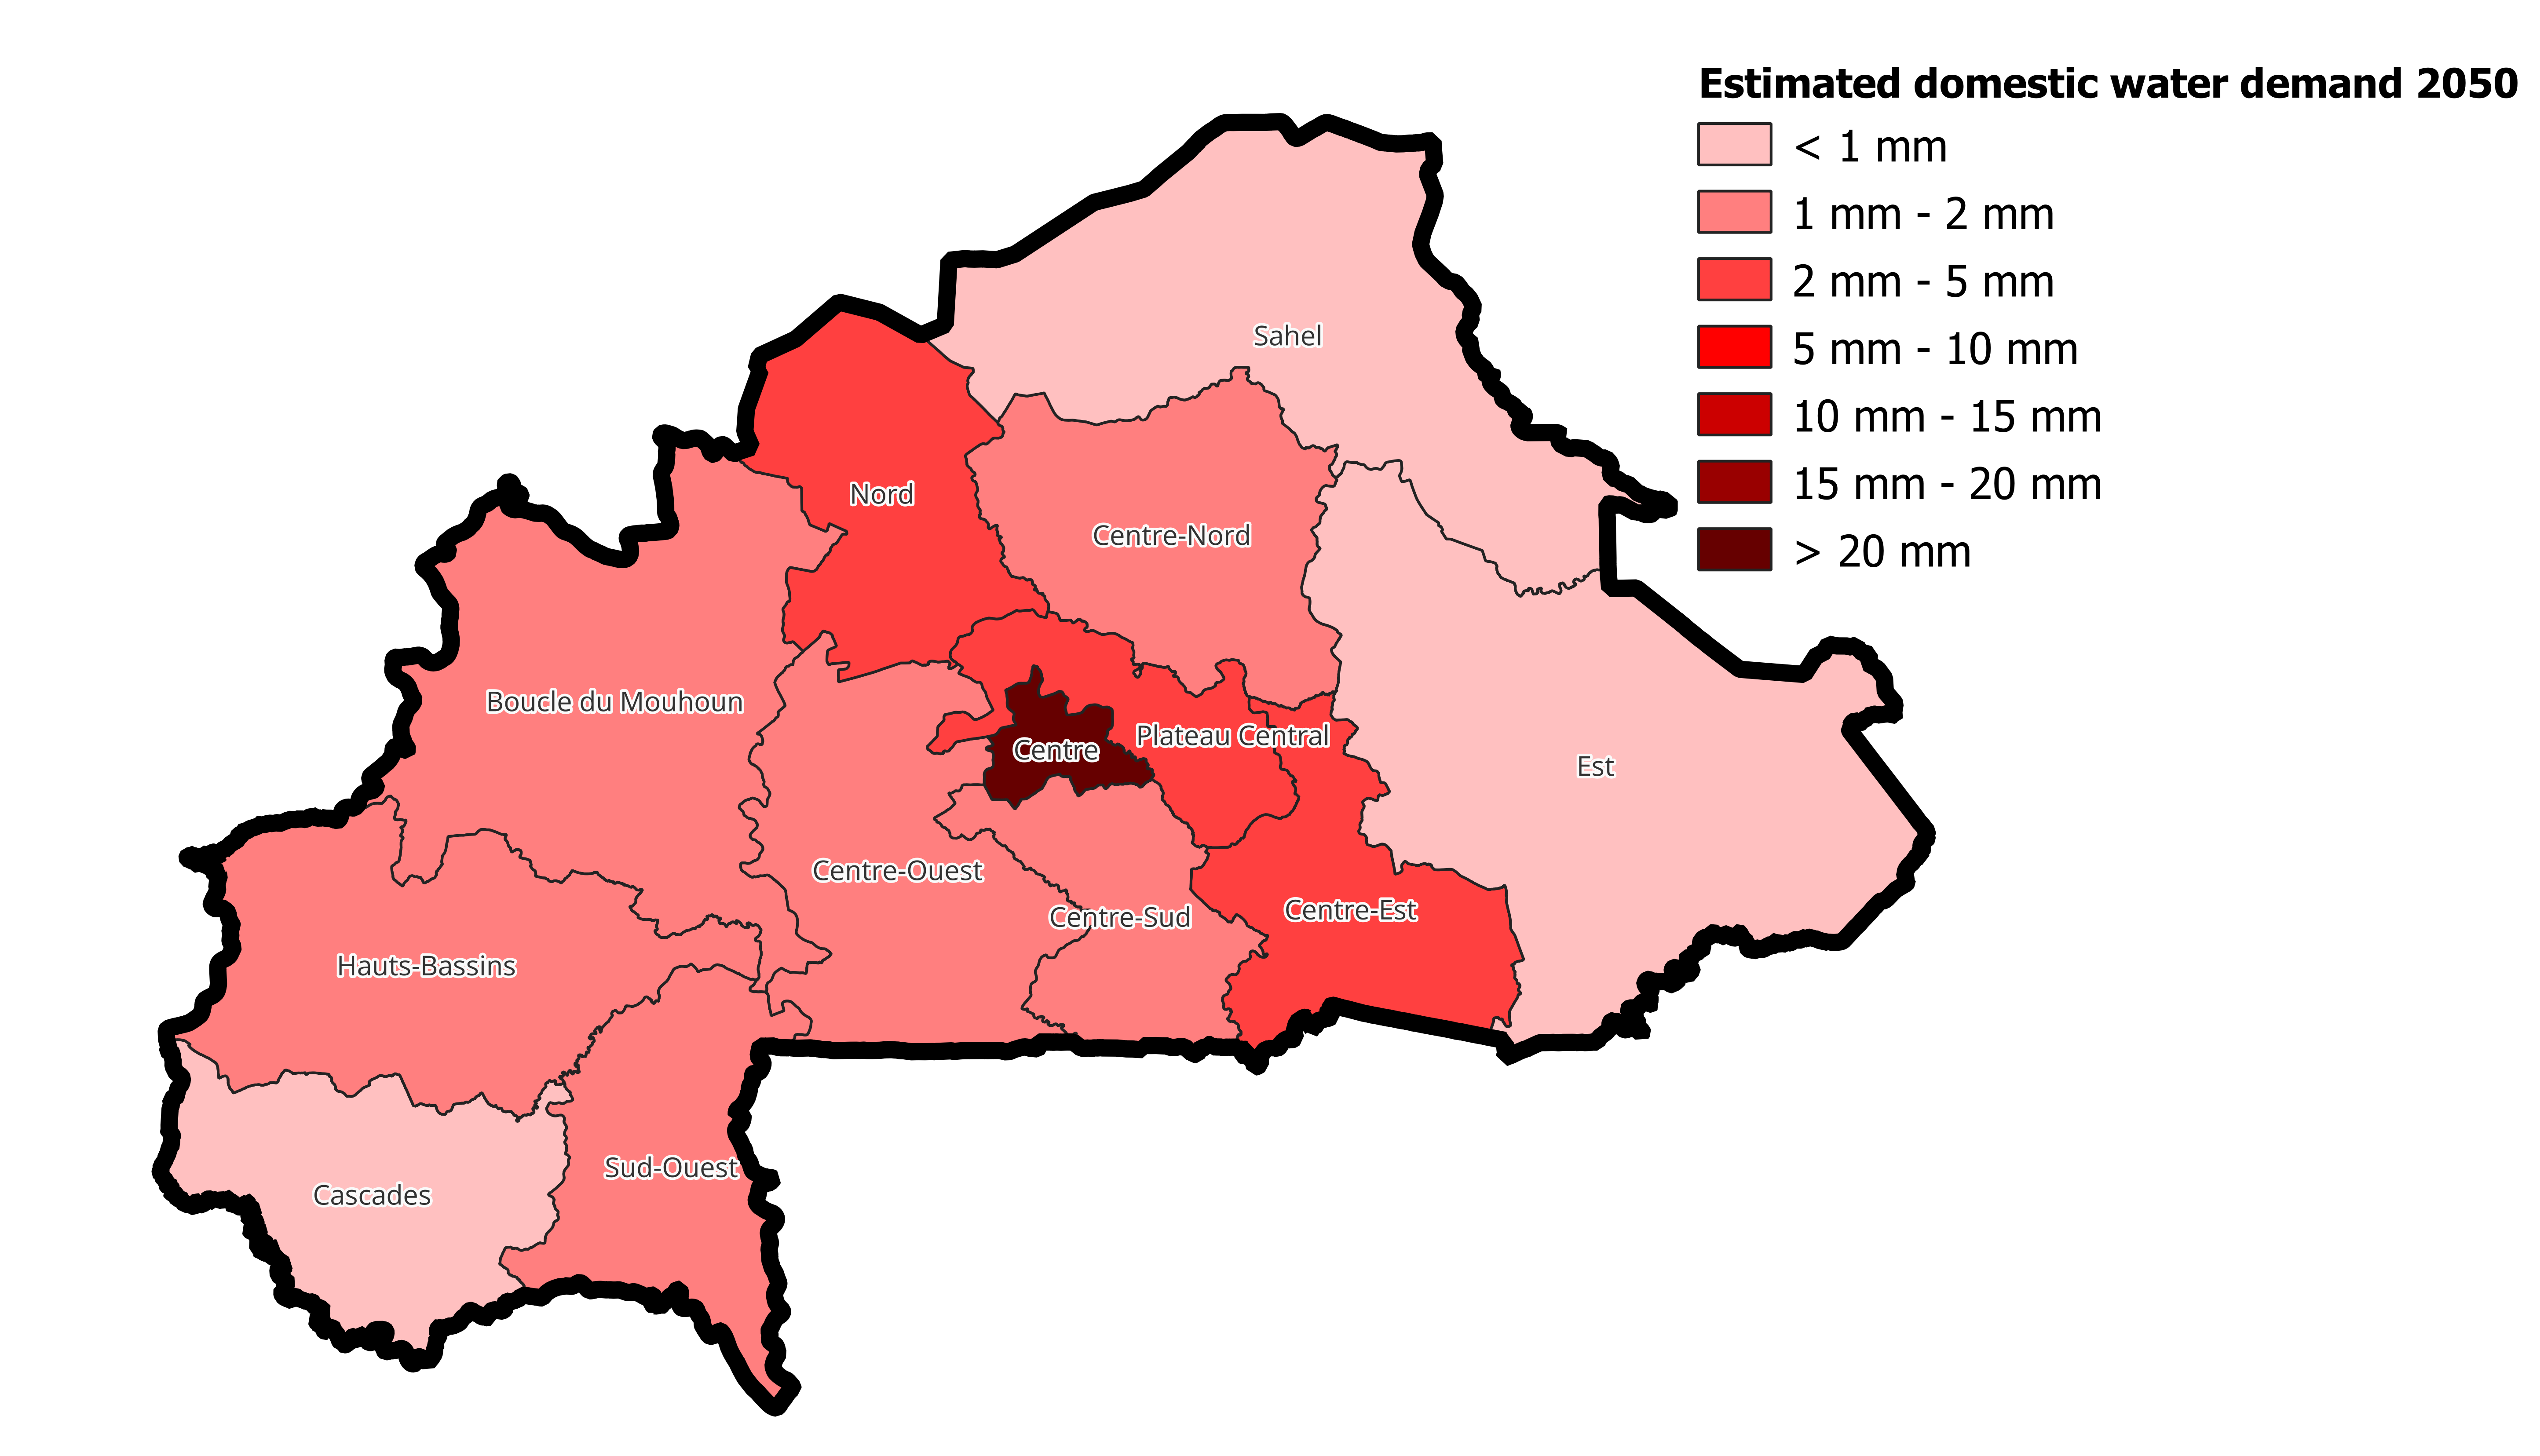 Estimated domestic water demand 2050
< 1 mm
1 mm - 2 mm
2 mm - 5 mm
5 mm - 10 mm
10 mm - 15 mm
15 mm - 20 mm
> 20 mm
Sahel
Nord
Centre-Nord
Boucle du Mouhoun
Plateau Central
Centre
Est
Centre-Ouest
Centre-Est
Centre-Sud
Hauts-Bassins
Sud-Ouest
Cascades